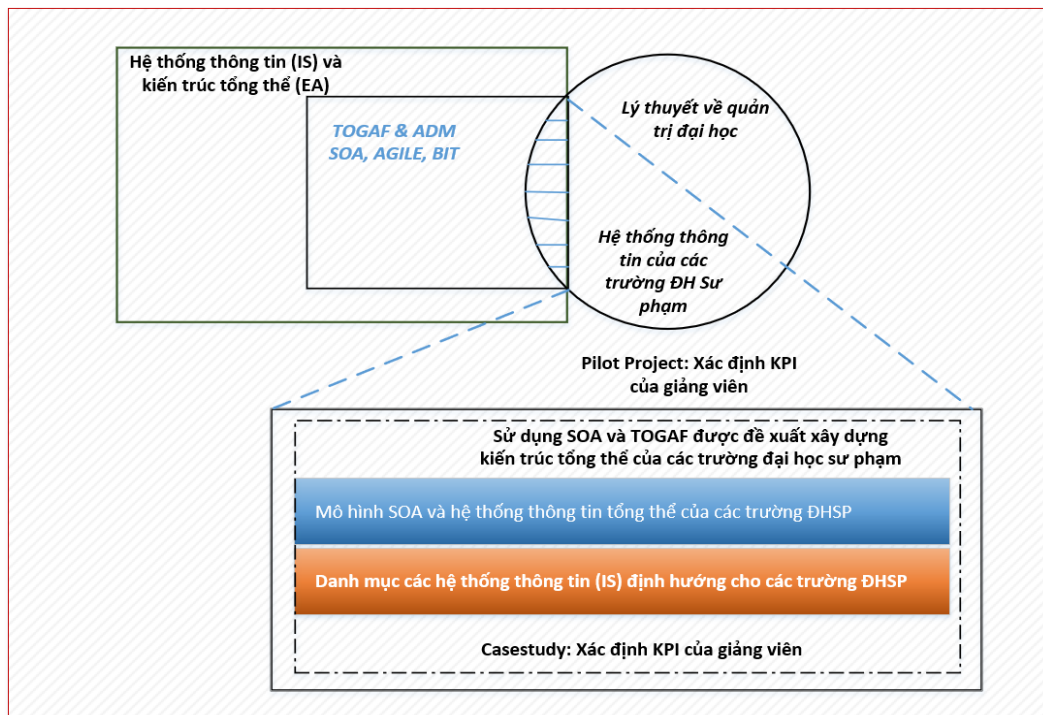 Hệ thống thông tin (IS) và
kiến trúc tổng thể (EA)
TOGAF & ADM
SOA, AGILE, BIT
Lý thuyết về quản
trị đại học
Hệ thống thông
tin của các
trường ĐH Sư
phạm
Pilot Project: Xác định KPI
của giảng viên
Sử dụng SOA và TOGAF được đề xuất xây dựng
kiến trúc tổng thể của các trường đại học sư phạm
Mô hình SOA và hệ thống thông tin tổng thể của các trường ĐHSP
Danh mục các hệ thống thông tin (IS) định hướng cho các trường ĐHSP
Casestudy: Xác định KPI của giảng viên